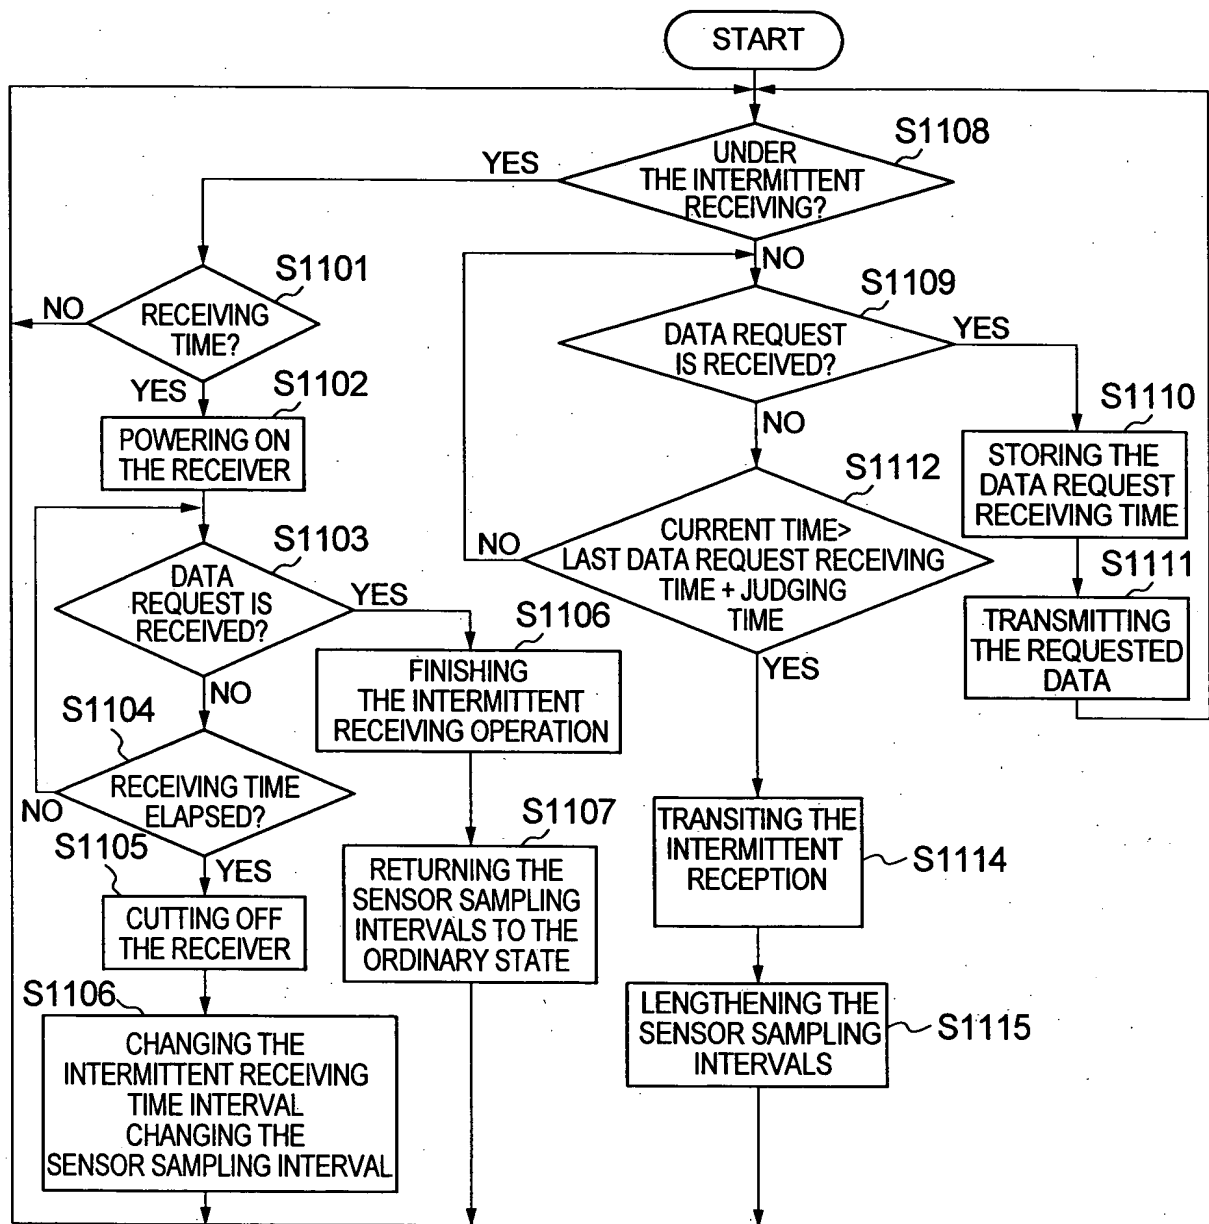 START
S1108
UNDER
THE INTERMITTENT
RECEIVING?
YES
NO
S1101
RECEIVING
TIME?
NO
YES
S1102
POWERING ON
THE RECEIVER
S1103
DATA
REQUEST IS
RECEIVED?
YES
NO
S1104
RECEIVING TIME
ELAPSED?
NO
YES
S1105
CUTTING OFF
THE RECEIVER
S1106
CHANGING THE
INTERMITTENT RECEIVING
TIME INTERVAL
CHANGING THE
SENSOR SAMPLING INTERVAL
S1106
FINISHING
THE INTERMITTENT
RECEIVING OPERATION
S1107
RETURNING THE
SENSOR SAMPLING
INTERVALS TO THE
ORDINARY STATE
S1109
DATA REQUEST
IS RECEIVED?
YES
NO
S1110
STORING THE
DATA REQUEST
RECEIVING TIME
S1111
TRANSMITTING
THE REQUESTED
DATA
S1112
CURRENT TIME>
LAST DATA REQUEST RECEIVING
TIME + JUDGING
TIME
NO
YES
TRANSITING THE
INTERMITTENT
RECEPTION
S1114
LENGTHENING THE
SENSOR SAMPLING
INTERVALS
S1115